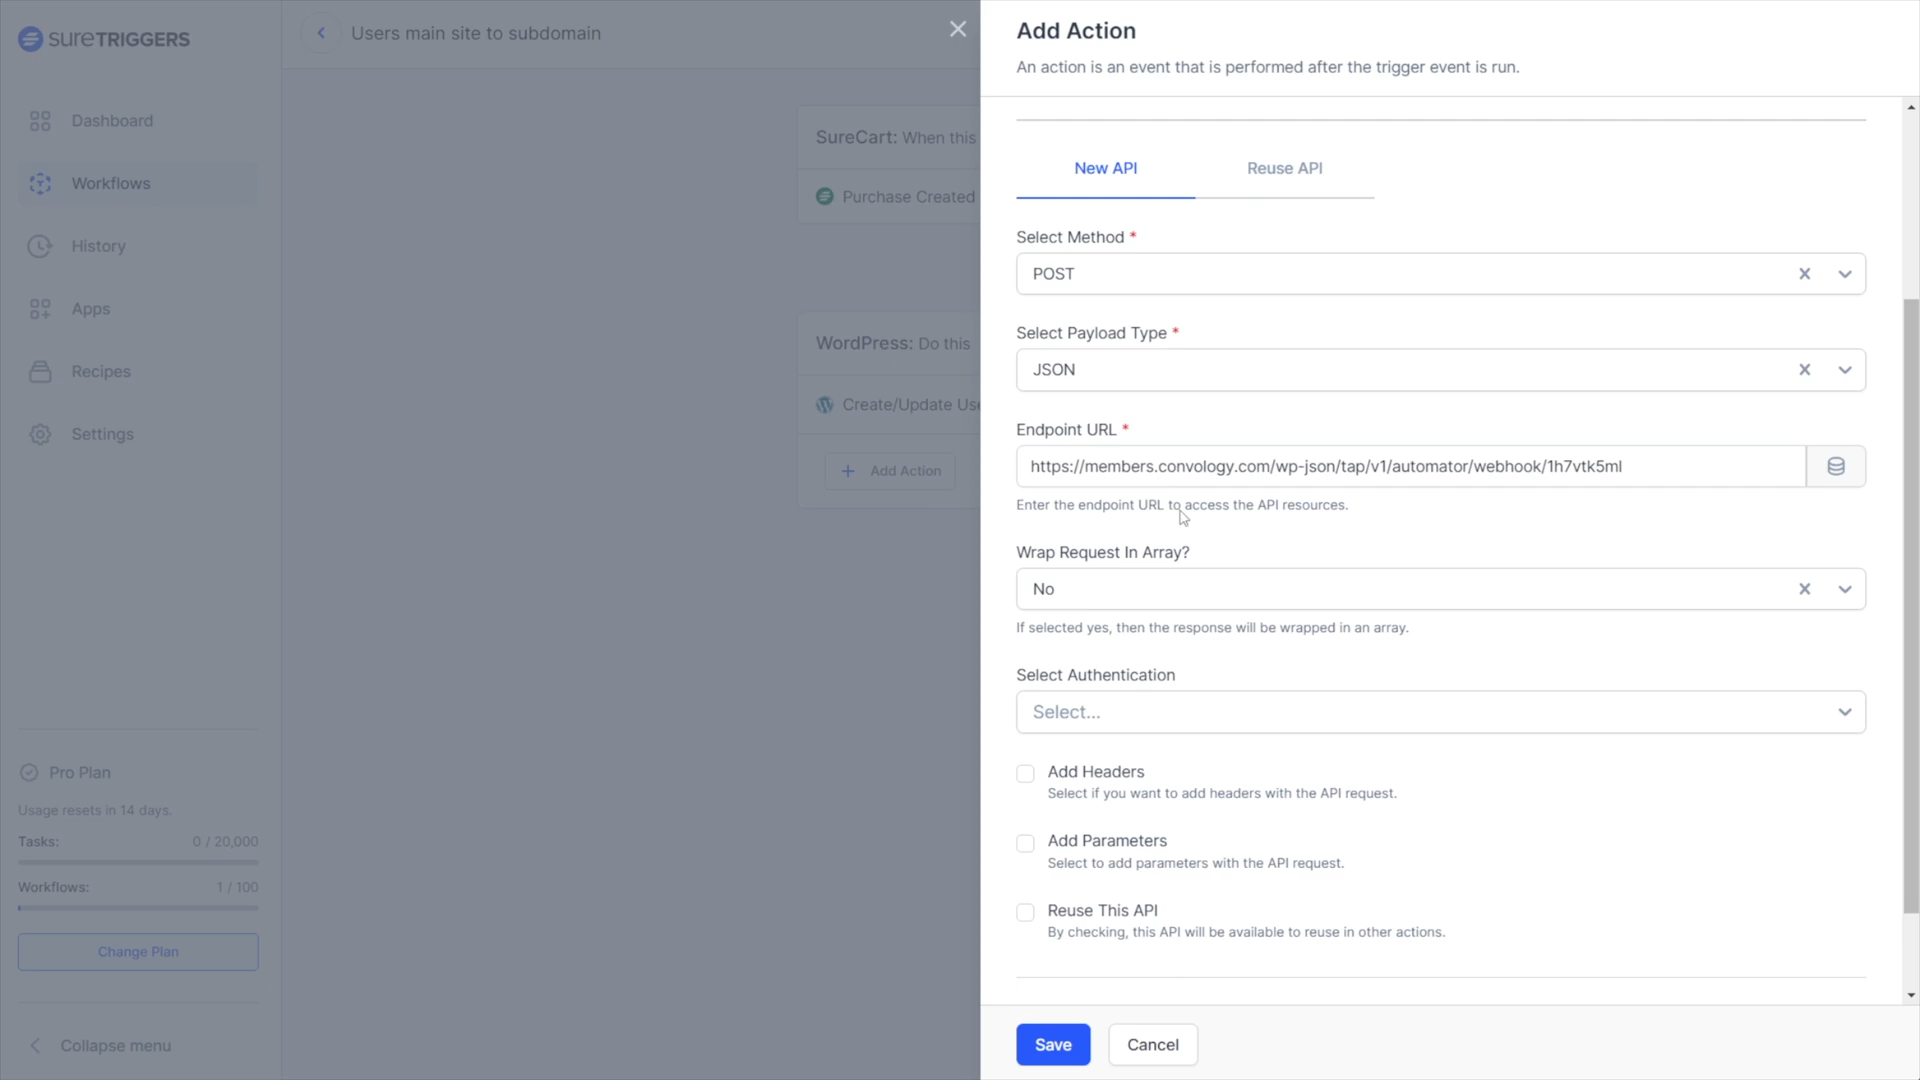 SURETRIGGERS
Dashboard
Workflows
History
Apps
Recipes
Settings
Pro Plan
Usage resets in 14 days.
Tasks: 0 / 20,000
Workflows: 1 / 100
Change Plan
Collapse menu
Users main site to subdomain
SureCart: When this
Purchase Created
WordPress: Do this
Create/Update Use
+ Add Action
Add Action
An action is an event that is performed after the trigger event is run.
New API Reuse API
Select Method *
POST
Select Payload Type *
JSON
Endpoint URL *
https://members.convology.com/wp-json/tap/v1/automator/webhook/1h7vtk5ml
Enter the endpoint URL to access the API resources.
Wrap Request In Array?
No
If selected yes, then the response will be wrapped in an array.
Select Authentication
Select...
Add Headers
Select if you want to add headers with the API request.
Add Parameters
Select to add parameters with the API request.
Reuse This API
By checking, this API will be available to reuse in other actions.
Save Cancel